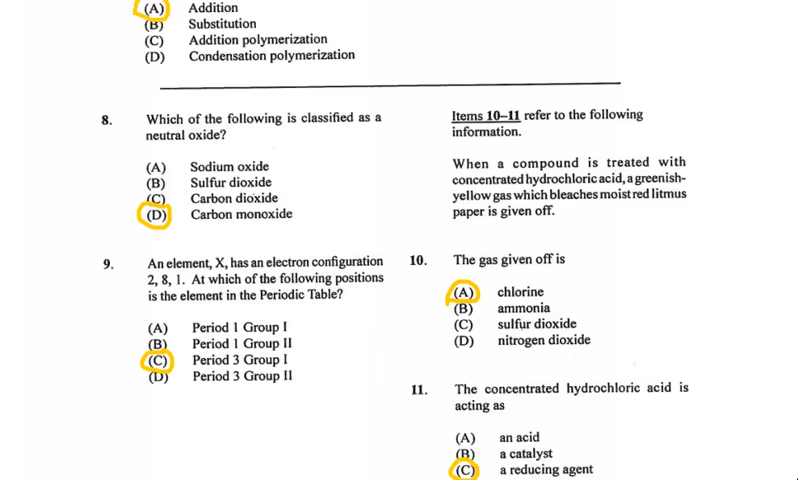 (A) Addition
(B) Substitution
(C) Addition polymerization
(D) Condensation polymerization
8. Which of the following is classified as a
neutral oxide?
(A) Sodium oxide
(B) Sulfur dioxide
(C) Carbon dioxide
(D) Carbon monoxide
9. An element, X, has an electron configuration
2, 8, 1. At which of the following positions
is the element in the Periodic Table?
(A) Period 1 Group I
(B) Period 1 Group II
(C) Period 3 Group I
(D) Period 3 Group II
Items 10–11 refer to the following
information.
When a compound is treated with
concentrated hydrochloric acid, a greenish-
yellow gas which bleaches moist red litmus
paper is given off.
10. The gas given off is
(A) chlorine
(B) ammonia
(C) sulfur dioxide
(D) nitrogen dioxide
11. The concentrated hydrochloric acid is
acting as
(A) an acid
(B) a catalyst
(C) a reducing agent